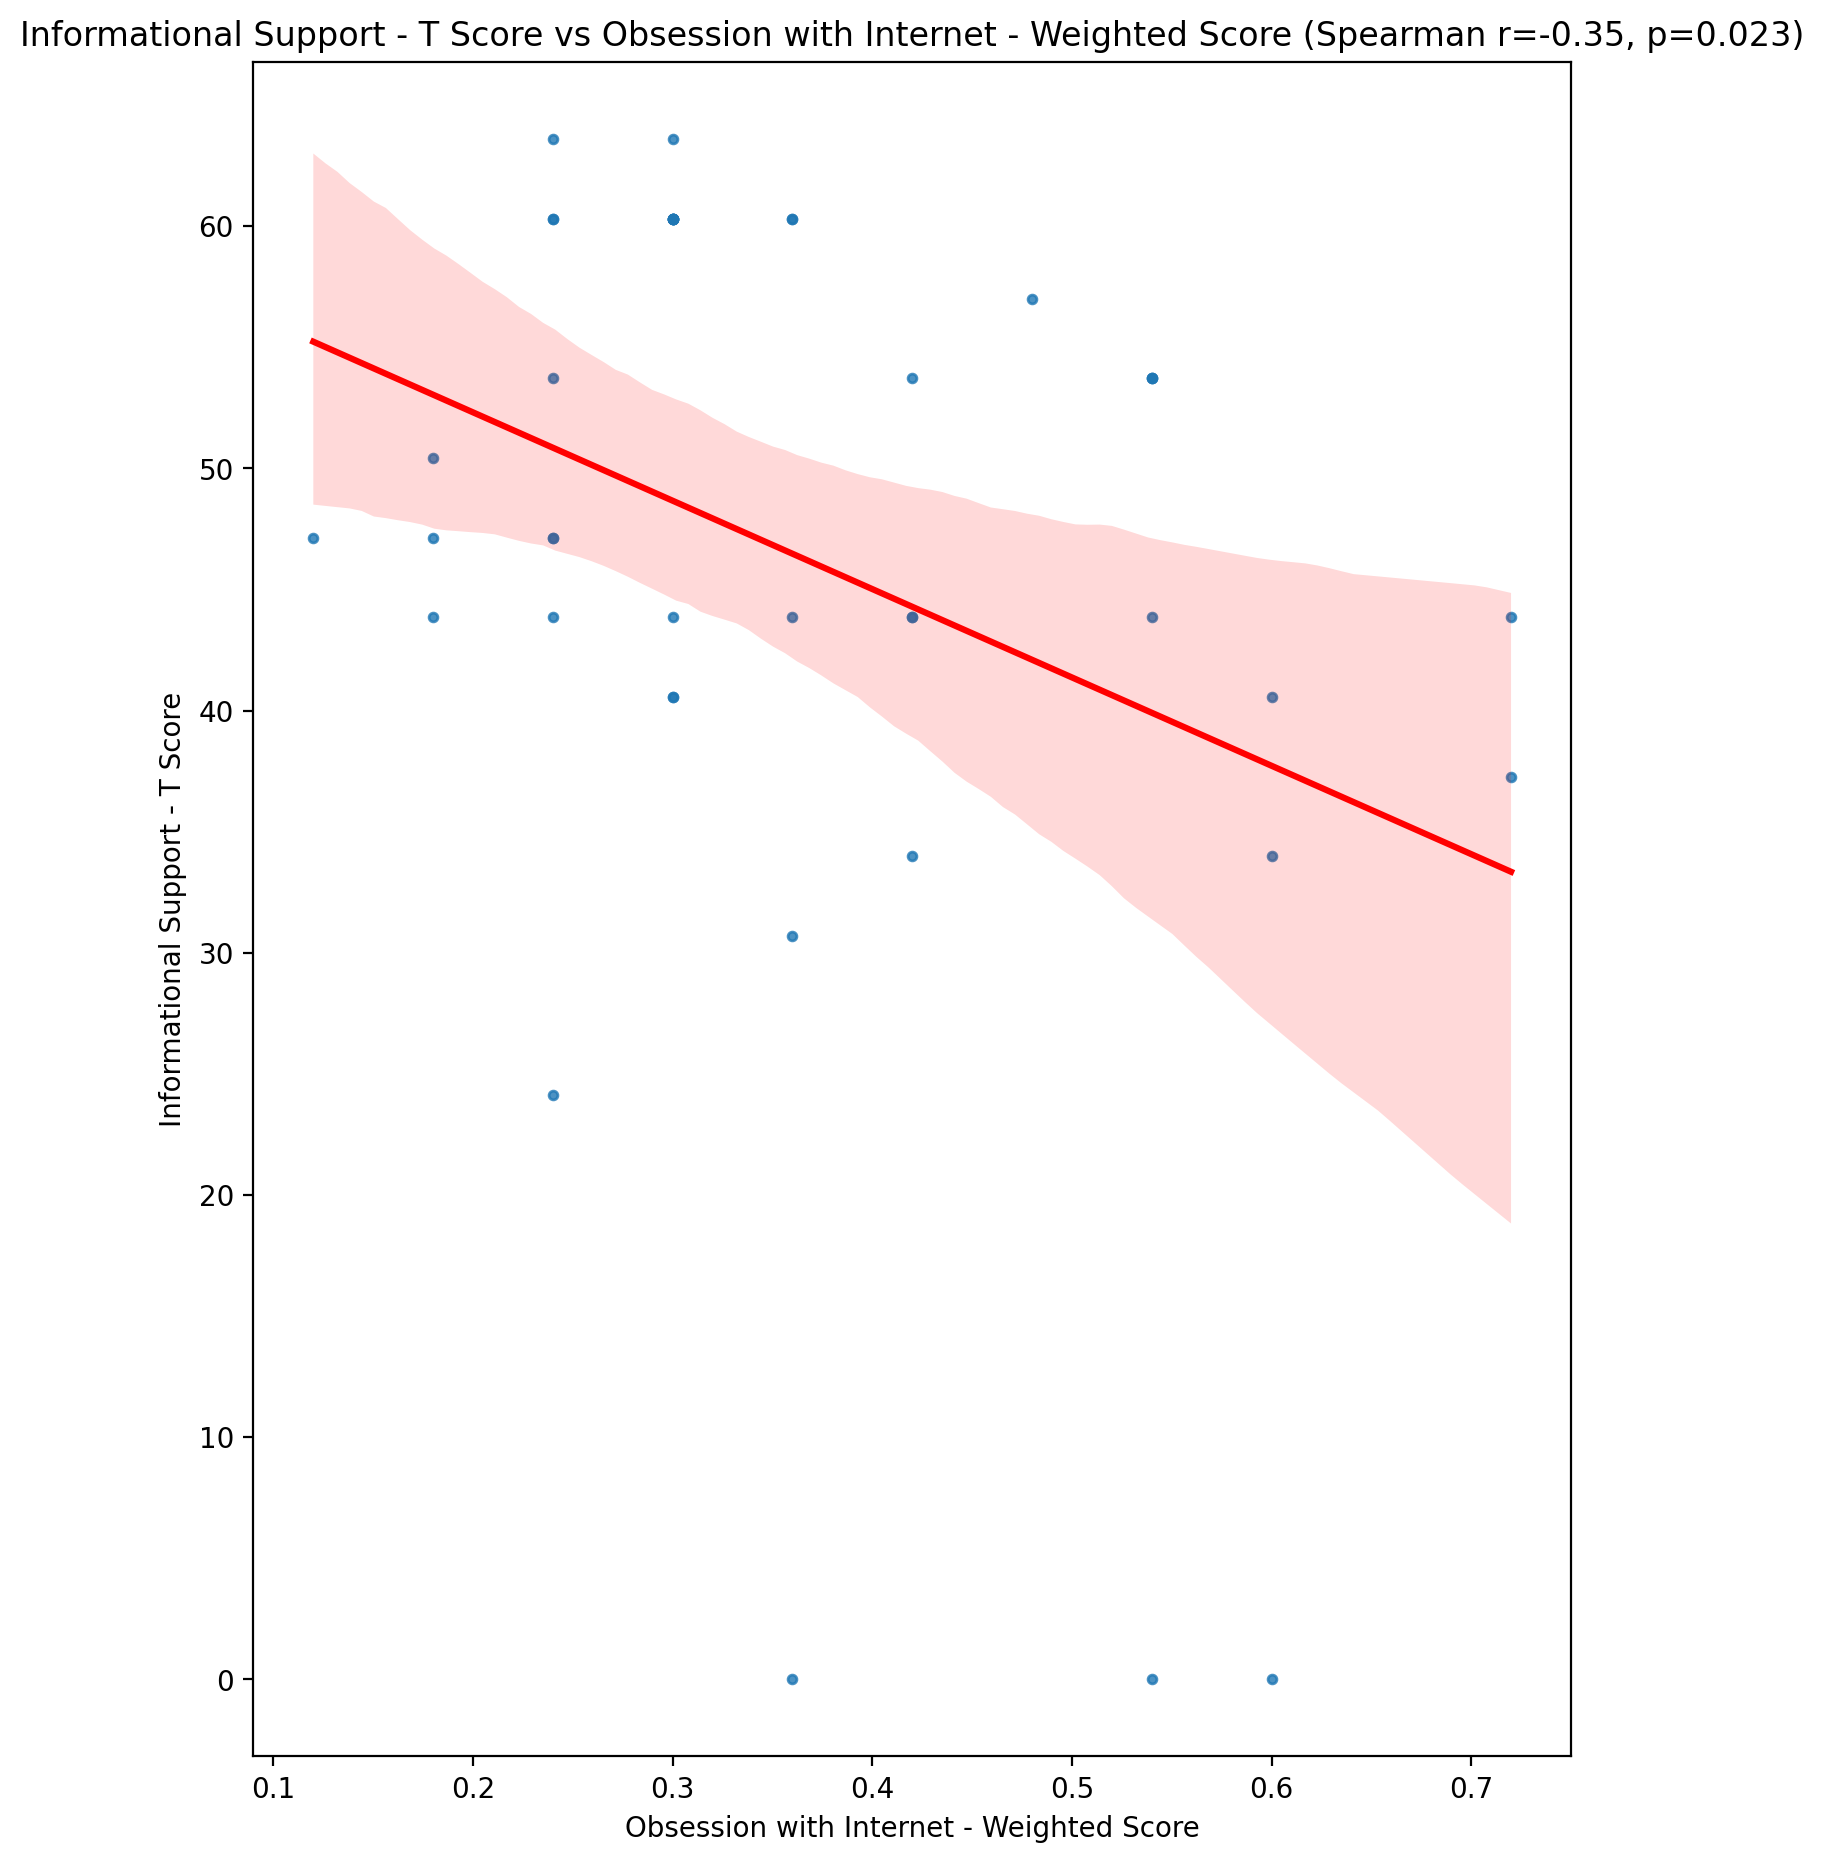 Informational Support - T Score vs Obsession with Internet - Weighted Score (Spearman r=-0.35, p=0.023)
Informational Support - T Score
60
50
40
30
20
10
0
0.1 0.2 0.3 0.4 0.5 0.6 0.7
Obsession with Internet - Weighted Score